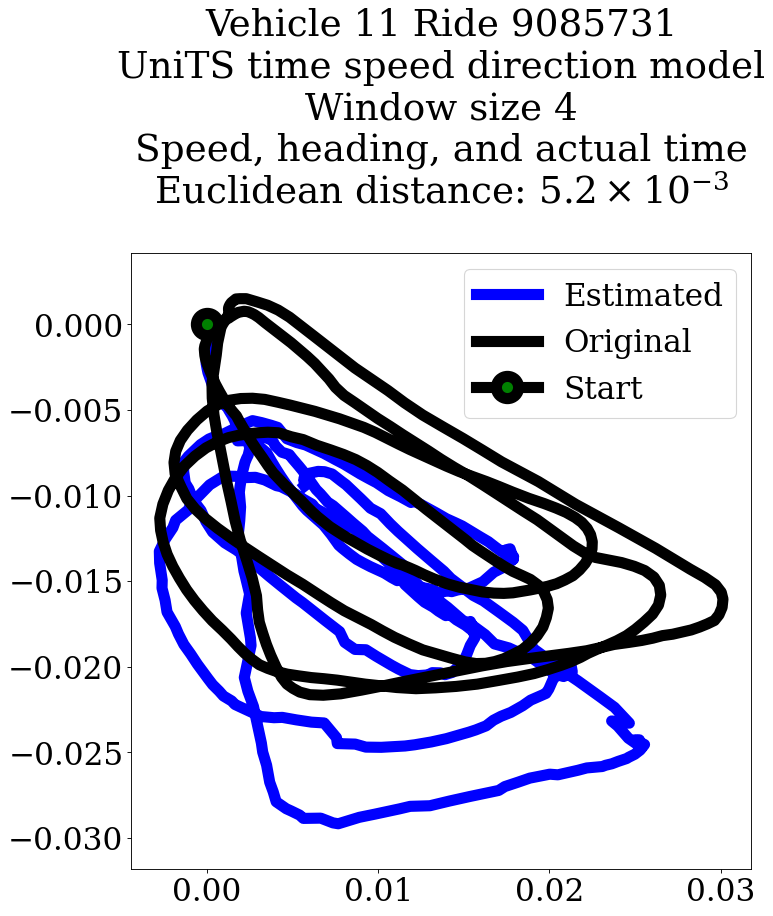 Vehicle 11 Ride 9085731
UniTS time speed direction model
Window size 4
Speed, heading, and actual time
Euclidean distance: 5.2 × 10⁻³
Estimated
Original
Start
0.000
−0.005
−0.010
−0.015
−0.020
−0.025
−0.030
0.00 0.01 0.02 0.03